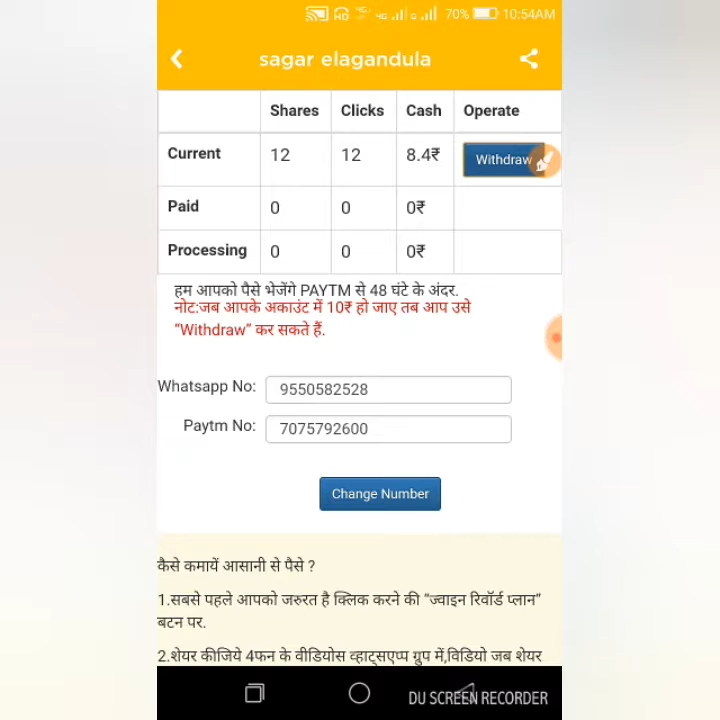 HD 4G G 70% 10:54AM
sagar elagandula
Shares Clicks Cash Operate
Current 12 12 8.4₹ Withdraw
Paid 0 0 0₹
Processing 0 0 0₹
हम आपको पैसे भेजेंगे PAYTM से 48 घंटे के अंदर.
नोट:जब आपके अकाउंट में 10₹ हो जाए तब आप उसे
“Withdraw” कर सकते हैं.
Whatsapp No: 9550582528
Paytm No: 7075792600
Change Number
कैसे कमायें आसानी से पैसे ?
1.सबसे पहले आपको जरुरत है क्लिक करने की “ज्वाइन रिवॉर्ड प्लान”
बटन पर.
2.शेयर कीजिये 4फन के वीडियोस व्हाट्सएप्प ग्रुप में,विडियो जब शेयर
DU SCREEN RECORDER